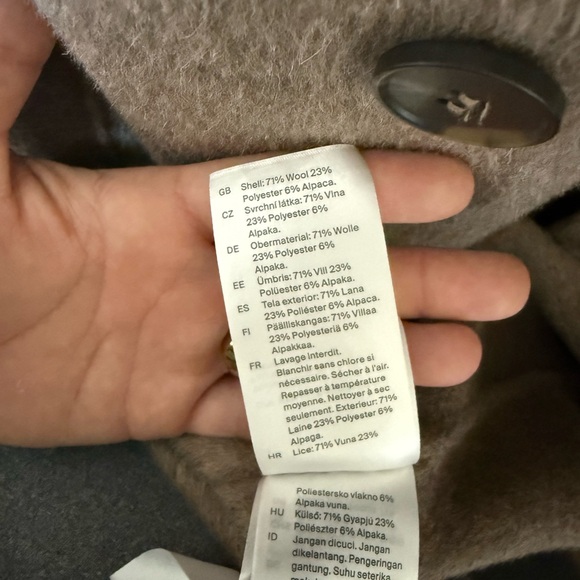 GB Shell: 71% Wool 23%
Polyester 6% Alpaca.
CZ Svrchní látka: 71% Vlna
23% Polyester 6%
Alpaka.
DE Obermaterial: 71% Wolle
23% Polyester 6%
Alpaka.
EE Ümbris: 71% Vill 23%
Polüester 6% Alpaka.
ES Tela exterior: 71% Lana
23% Poliéster 6% Alpaca.
FI Päälliskangas: 71% Villaa
23% Polyesteriä 6%
Alpakkaa.
FR Lavage interdit.
Blanchir sans chlore si
nécessaire. Sécher à l'air.
Repasser à température
moyenne. Nettoyer à sec
seulement. Exterieur: 71%
Laine 23% Polyester 6%
Alpaga.
HR Lice: 71% Vuna 23%
Poliestersko vlakno 6%
Alpaka vuna.
HU Külső: 71% Gyapjú 23%
Poliészter 6% Alpaka.
ID Jangan dicuci. Jangan
dikelantang. Pengeringan
gantung. Suhu seterika